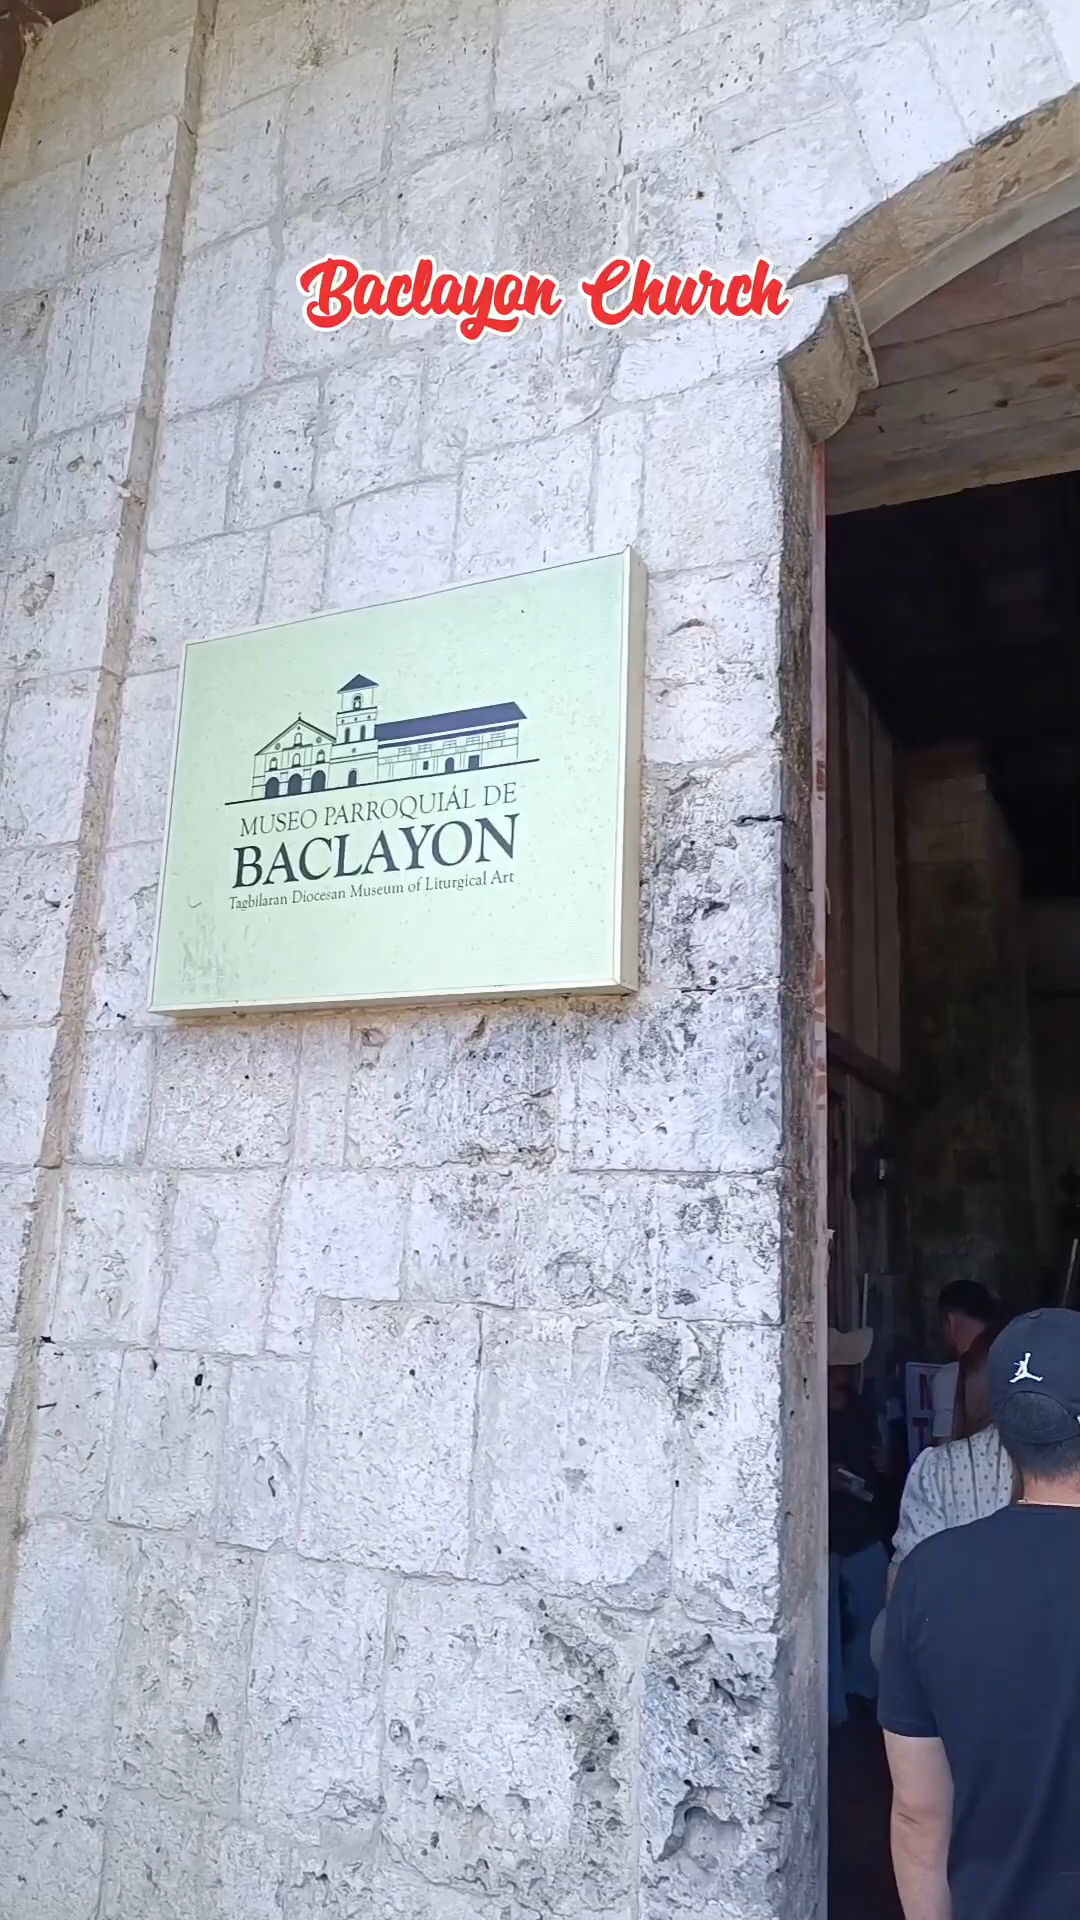 Baclayon Church
MUSEO PARROQUIÁL DE
BACLAYON
Tagbilaran Diocesan Museum of Liturgical Art